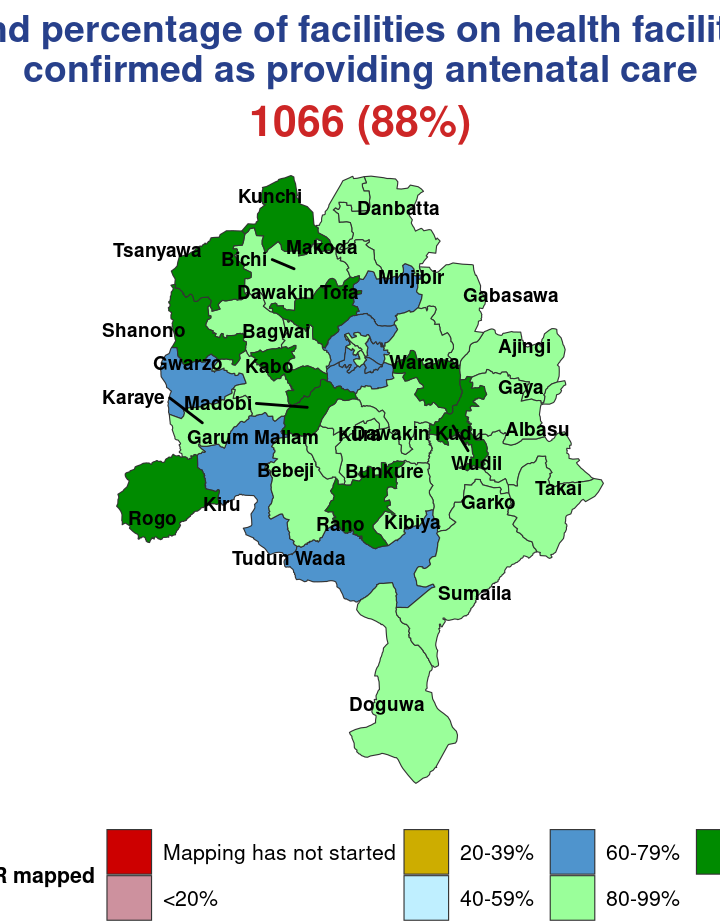 nd percentage of facilities on health facilit
confirmed as providing antenatal care
1066 (88%)
Kunchi
Danbatta
Tsanyawa
Makoda
Bichi
Minjibir
Dawakin Tofa
Gabasawa
Shanono
Bagwai
Ajingi
Gwarzo
Kabo
Warawa
Gaya
Karaye
Madobi
Garum Mallam
Kura
Dawakin Kudu
Albasu
Wudil
Bebeji
Bunkure
Takai
Kiru
Garko
Rogo
Rano
Kibiya
Tudun Wada
Sumaila
Doguwa
R mapped
Mapping has not started
20-39%
60-79%
<20%
40-59%
80-99%